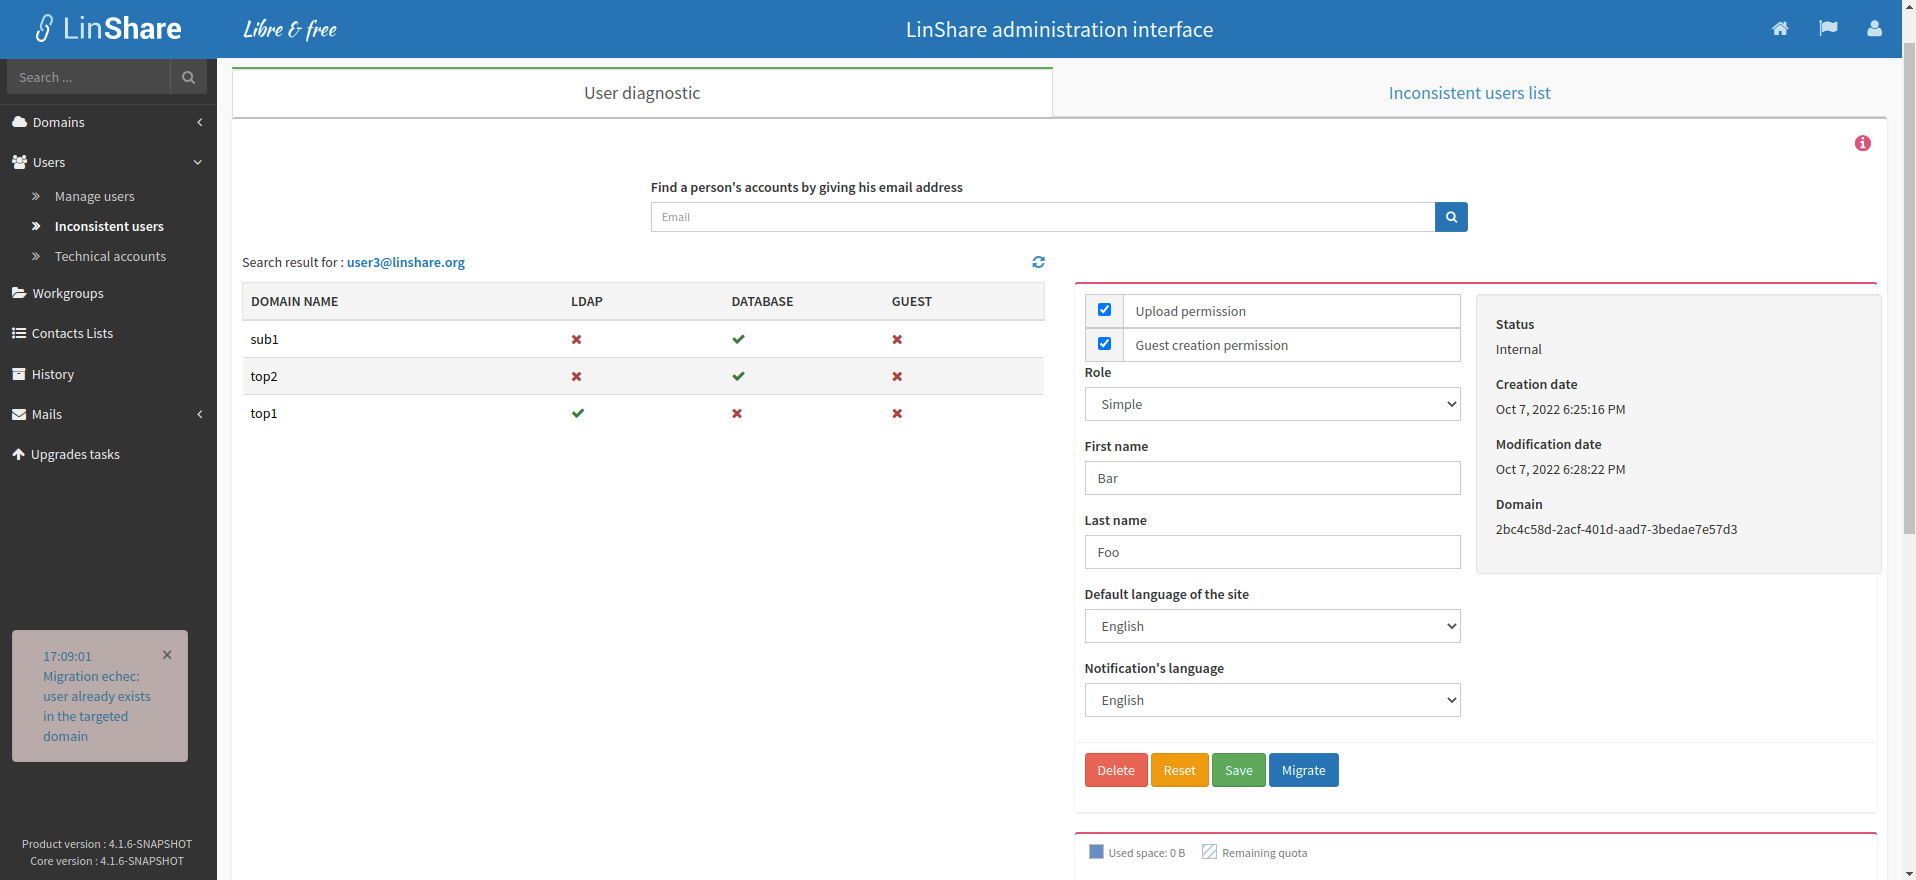 LinShare
Libre & free
LinShare administration interface
Search ...
Domains
Users
Manage users
Inconsistent users
Technical accounts
Workgroups
Contacts Lists
History
Mails
Upgrades tasks
17:09:01
Migration echec:
user already exists
in the targeted
domain
Product version : 4.1.6-SNAPSHOT
Core version : 4.1.6-SNAPSHOT
User diagnostic
Inconsistent users list
Find a person's accounts by giving his email address
Email
Search result for : user3@linshare.org
DOMAIN NAME LDAP DATABASE GUEST
sub1
top2
top1
Upload permission
Guest creation permission
Role
Simple
First name
Bar
Last name
Foo
Default language of the site
English
Notification's language
English
Delete Reset Save Migrate
Status
Internal
Creation date
Oct 7, 2022 6:25:16 PM
Modification date
Oct 7, 2022 6:28:22 PM
Domain
2bc4c58d-2acf-401d-aad7-3bedae7e57d3
Used space: 0 B Remaining quota